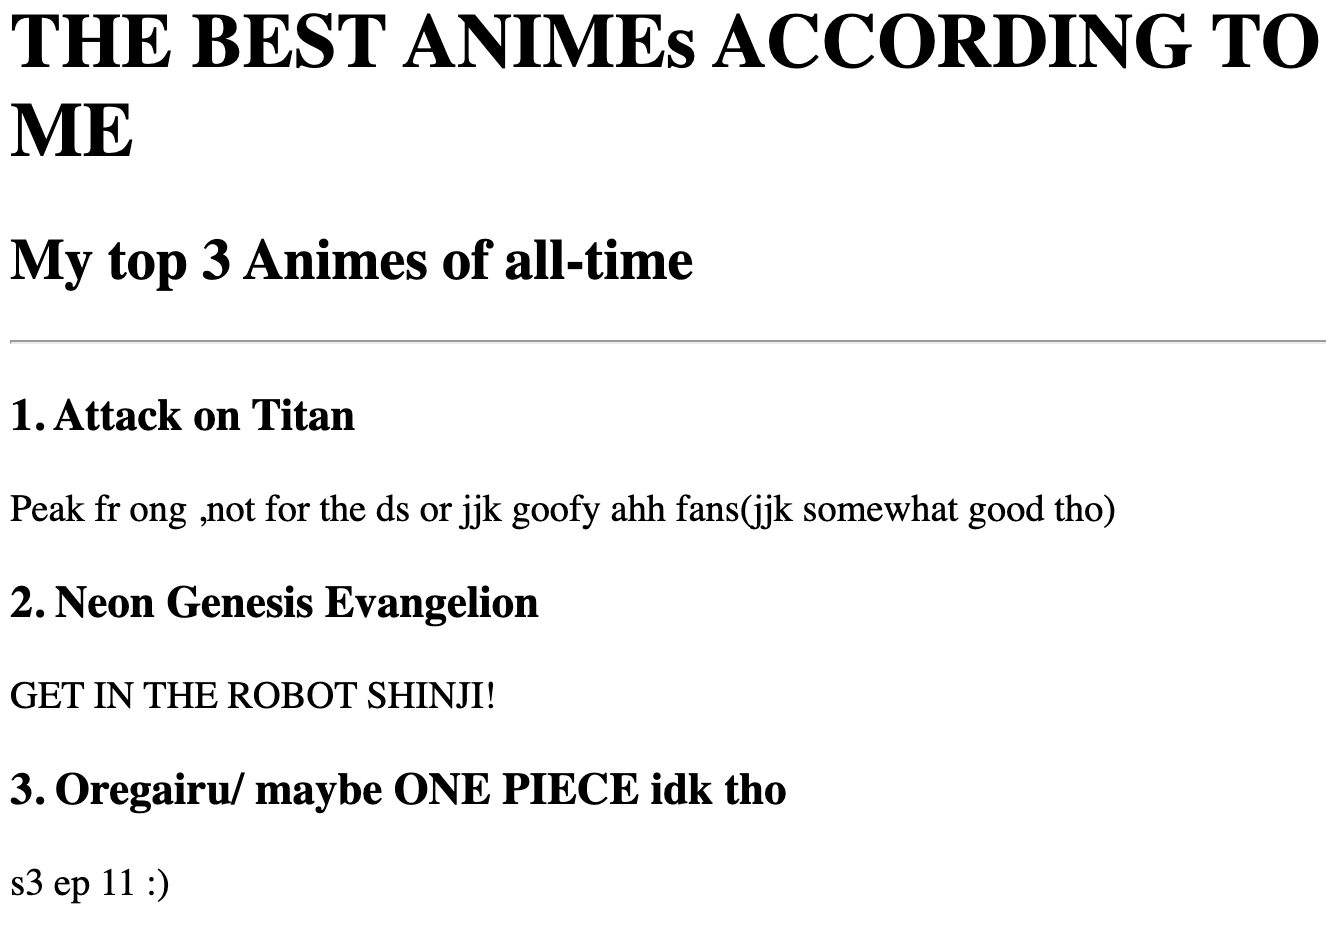 THE BEST ANIMEs ACCORDING TO
ME
My top 3 Animes of all-time
1. Attack on Titan
Peak fr ong ,not for the ds or jjk goofy ahh fans(jjk somewhat good tho)
2. Neon Genesis Evangelion
GET IN THE ROBOT SHINJI!
3. Oregairu/ maybe ONE PIECE idk tho
s3 ep 11 :)